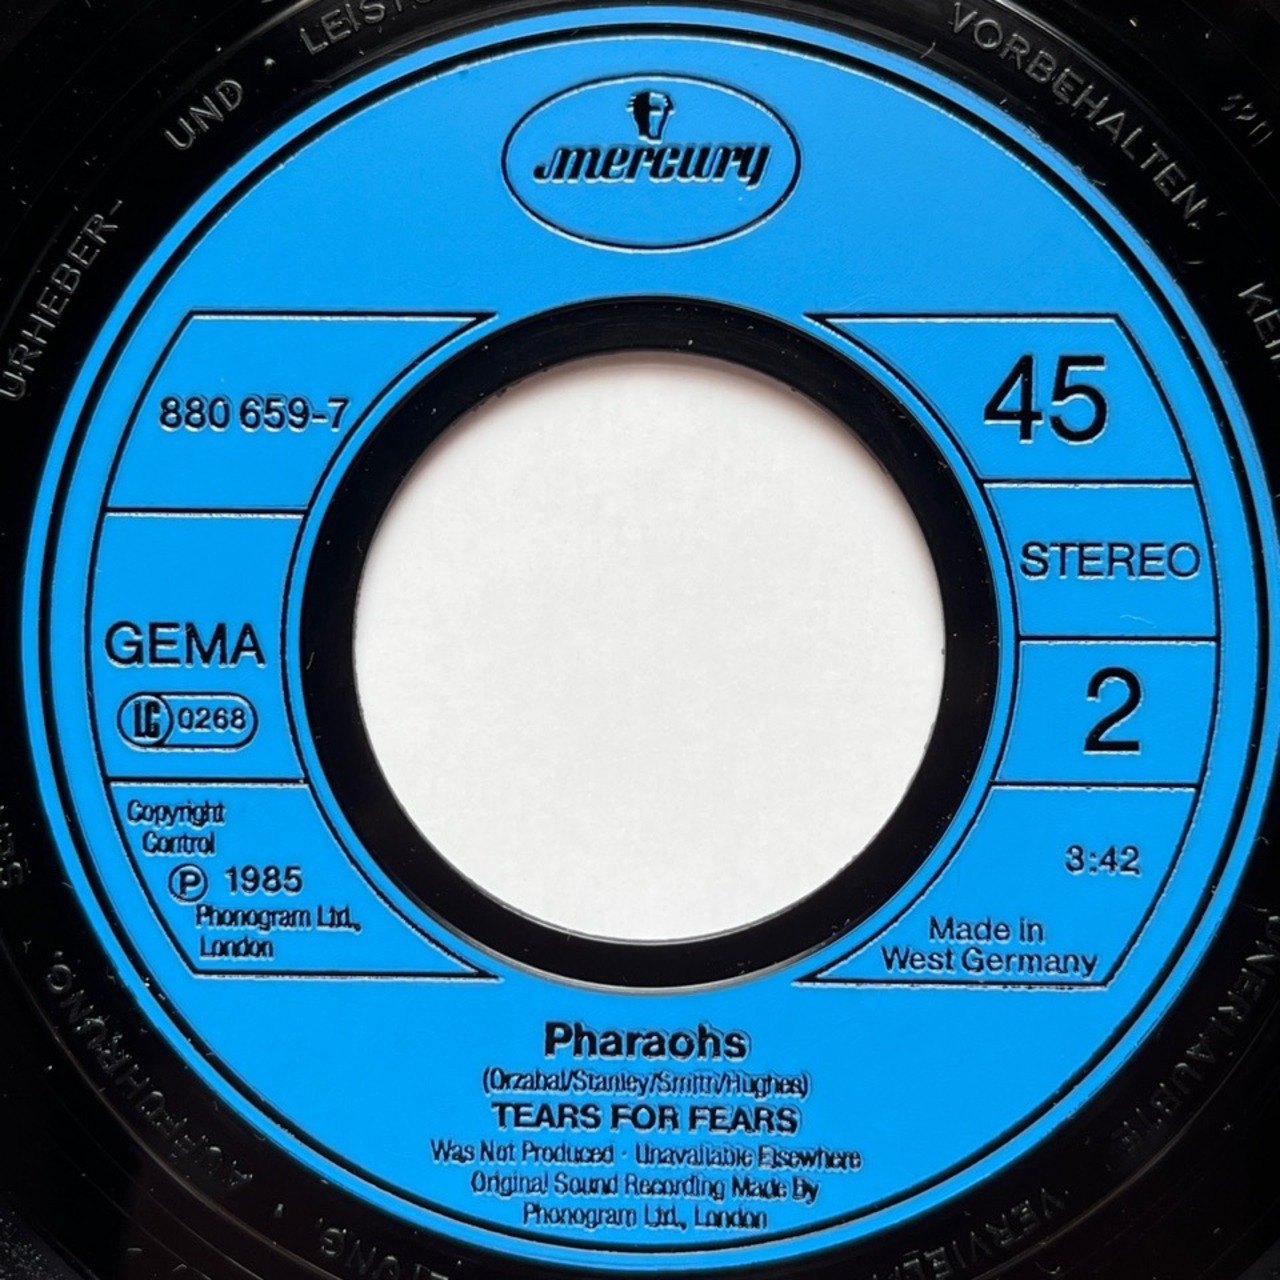 URHEBER-
UND
VORBEHALTEN
mercury
880 659-7
45
STEREO
GEMA
LC 0268
2
Copyright
Control
Ⓟ 1985
Phonogram Ltd.,
London
3:42
Made in
West Germany
Pharaohs
(Orzabal/Stanley/Smith/Hughes)
TEARS FOR FEARS
Was Not Produced · Unavailable Elsewhere
Original Sound Recording Made By
Phonogram Ltd., London